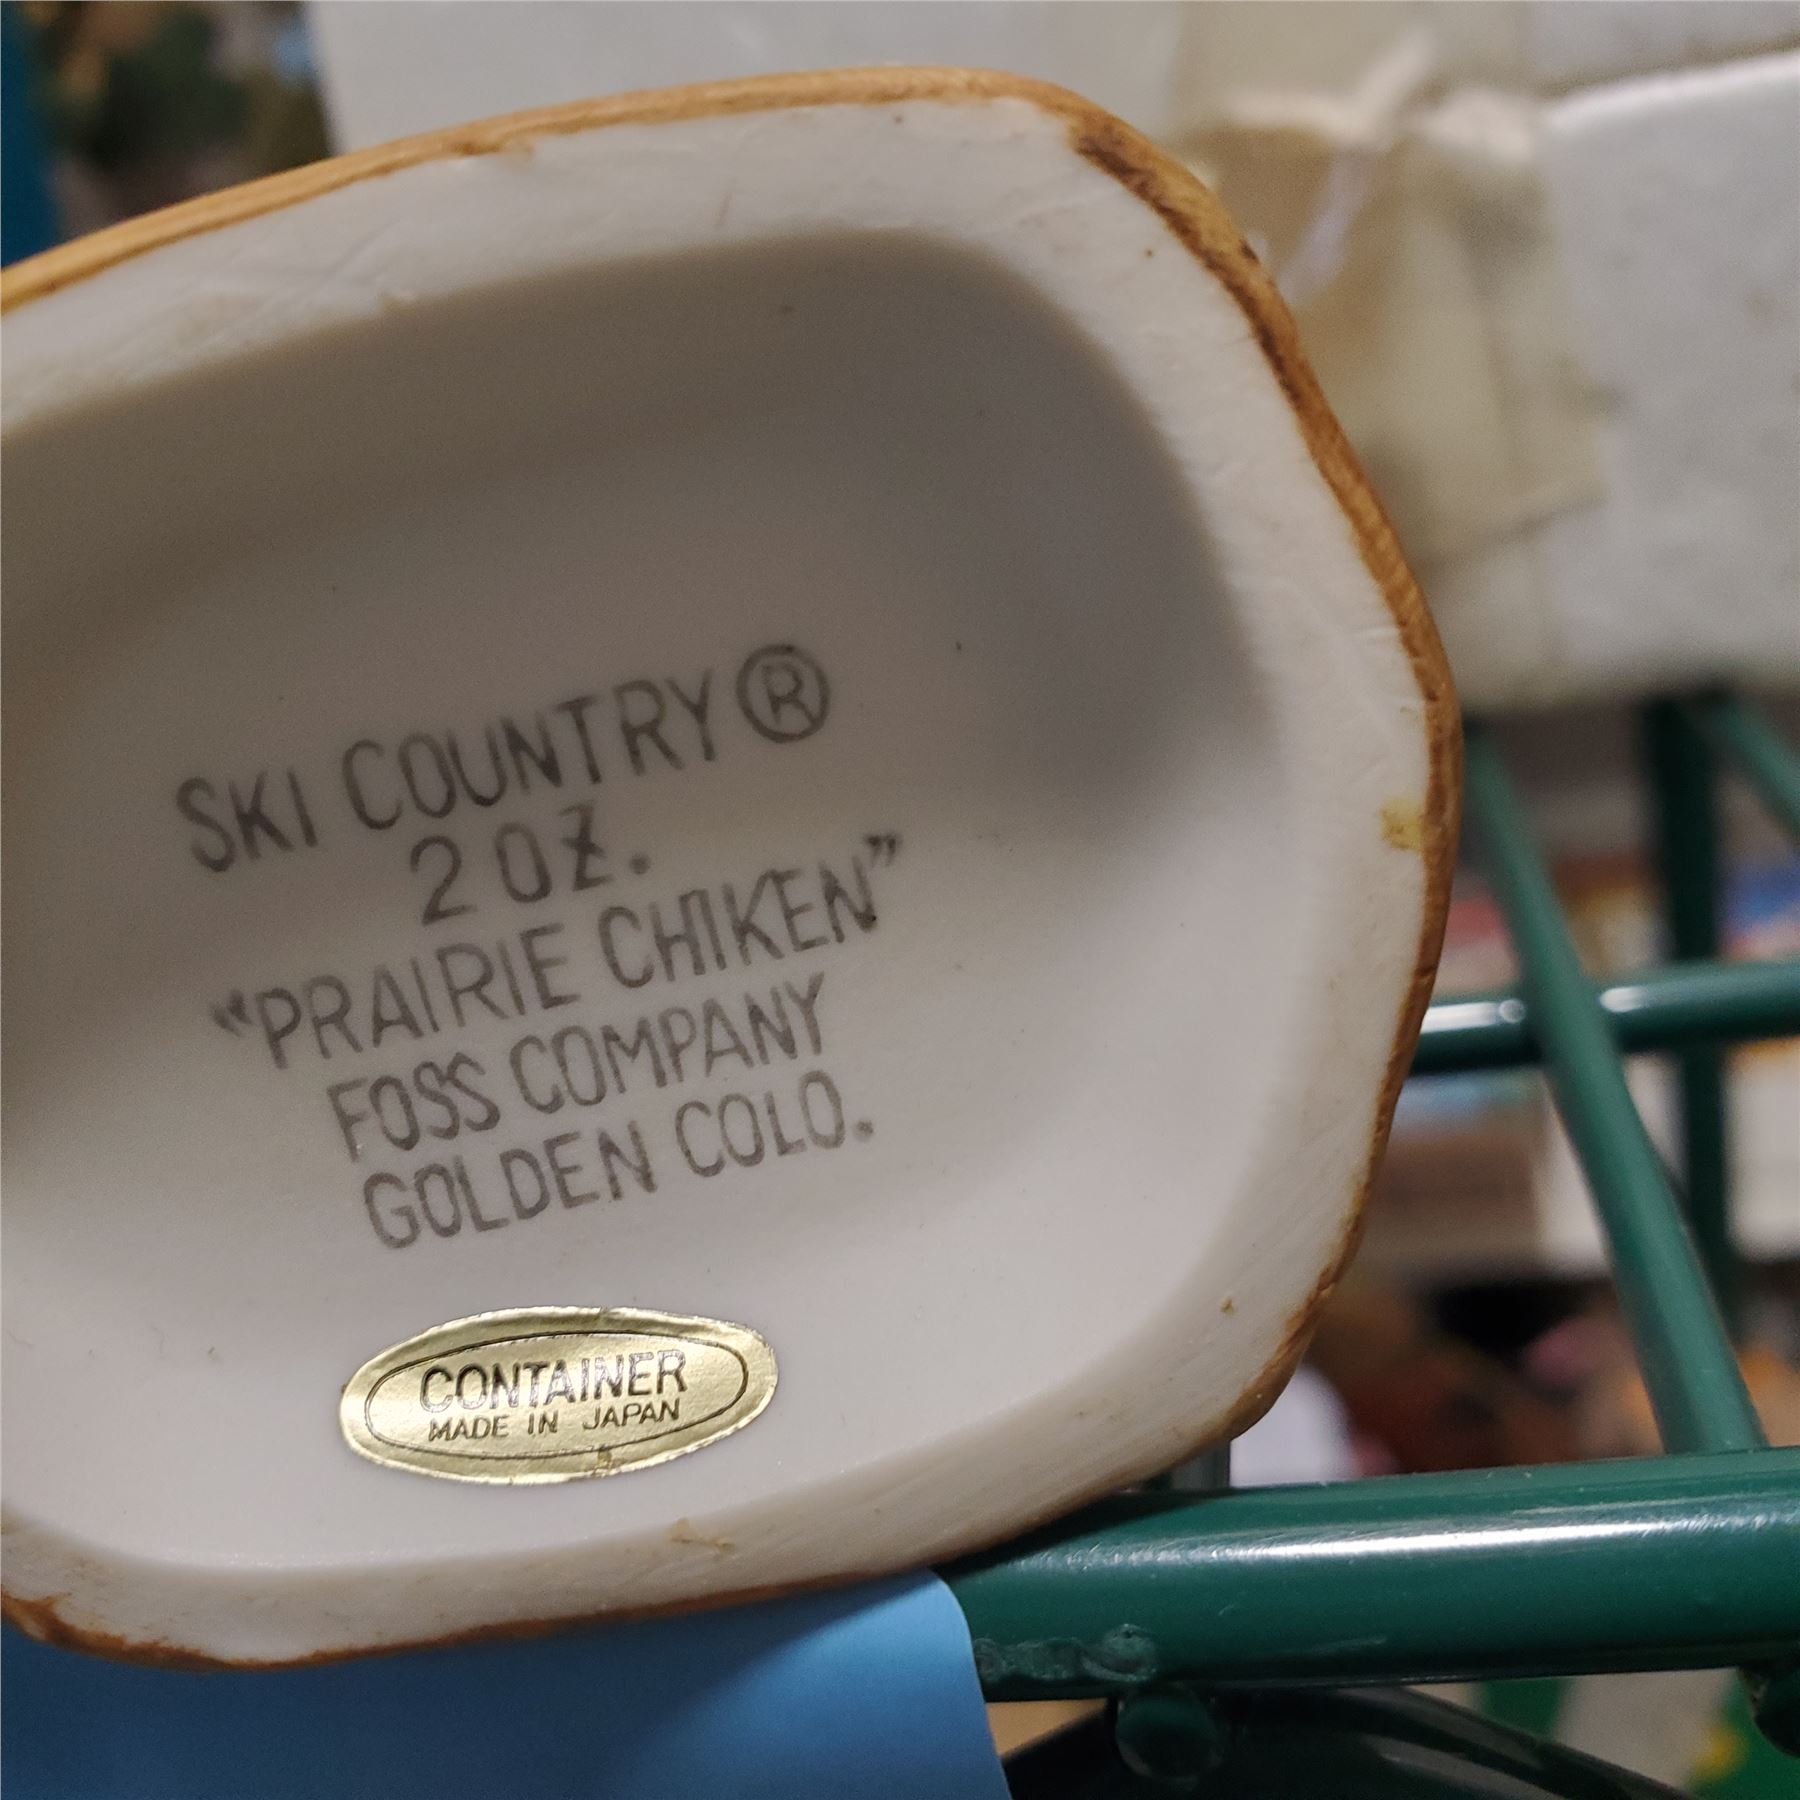 SKI COUNTRY®
2 OZ.
"PRAIRIE CHIKEN"
FOSS COMPANY
GOLDEN COLO.
CONTAINER
MADE IN JAPAN